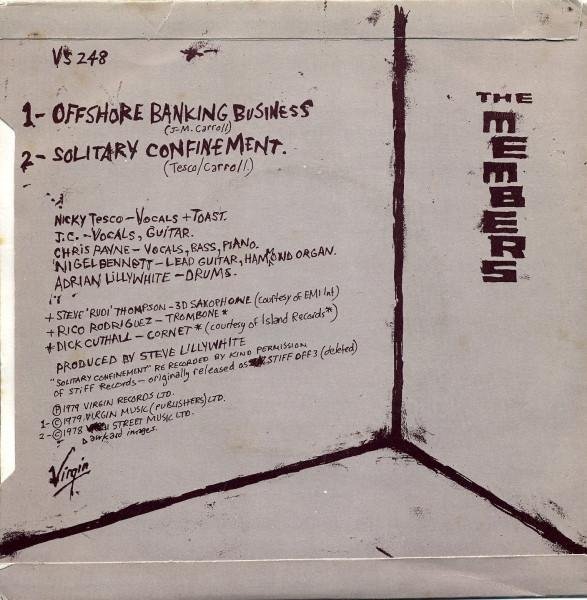 VS 248
1- OFFSHORE BANKING BUSINESS
(J-M. Carroll)
2- SOLITARY CONFINEMENT.
(Tesco/Carroll.)
NICKY TESCO - VOCALS + TOAST.
J.C. - VOCALS, GUITAR.
CHRIS PAYNE - VOCALS, BASS, PIANO.
NIGEL BENNETT - LEAD GUITAR, HAMMOND ORGAN.
ADRIAN LILLYWHITE - DRUMS.
+ STEVE 'RUDI' THOMPSON - 3D SAXOPHONE (courtesy of EMI Int)
+ RICO RODRIGUEZ - TROMBONE *
* DICK CUTHALL - CORNET * (courtesy of Island Records *)
PRODUCED BY STEVE LILLYWHITE
"SOLITARY CONFINEMENT" RE RECORDED BY KIND PERMISSION
OF STIFF RECORDS - originally released as STIFF OFF 3 (deleted)
℗ 1979 VIRGIN RECORDS LTD.
1- © 1979 VIRGIN MUSIC (PUBLISHERS) LTD.
2- © 1978 STREET MUSIC LTD.
awkard images.
Virgin
THE
MEMBERS